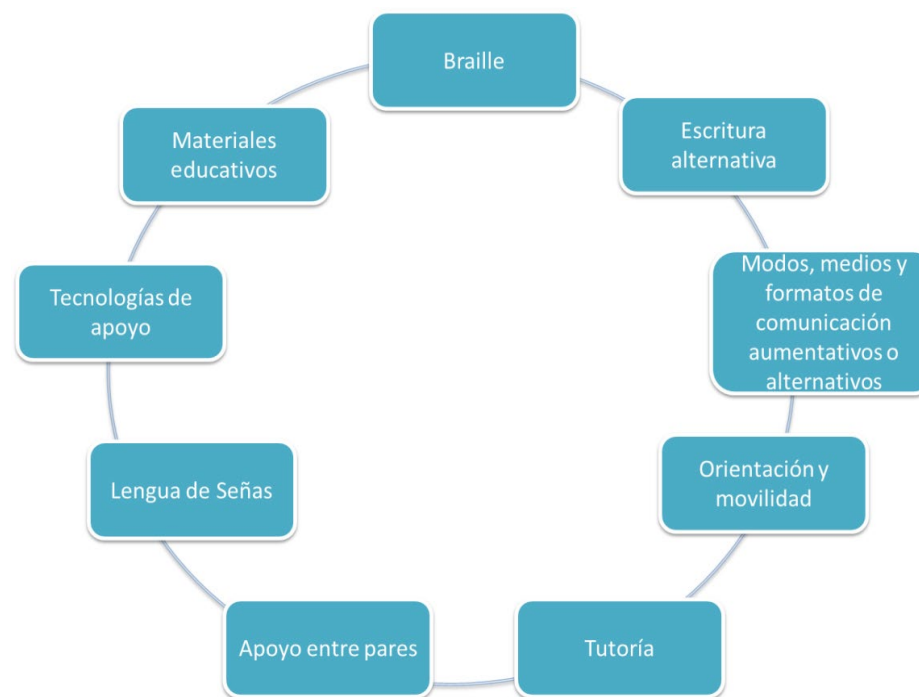 Braille
Escritura
alternativa
Modos, medios y
formatos de
comunicación
aumentativos o
alternativos
Orientación y
movilidad
Tutoría
Apoyo entre pares
Lengua de Señas
Tecnologías de
apoyo
Materiales
educativos